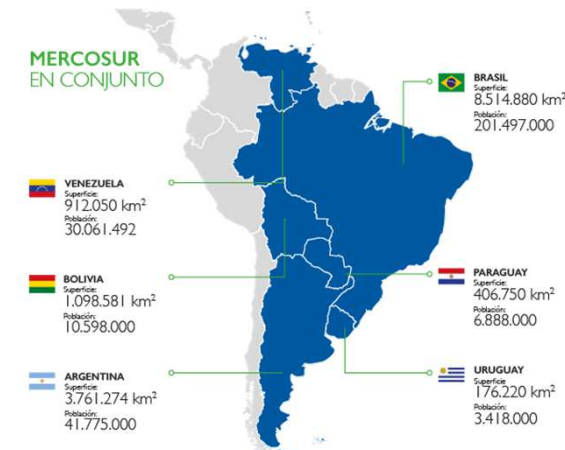 MERCOSUR
EN CONJUNTO
BRASIL
Superficie:
8.514.880 km²
Población:
201.497.000
VENEZUELA
Superficie:
912.050 km²
Población:
30.061.492
BOLIVIA
Superficie:
1.098.581 km²
Población:
10.598.000
PARAGUAY
Superficie:
406.750 km²
Población:
6.888.000
ARGENTINA
Superficie:
3.761.274 km²
Población:
41.775.000
URUGUAY
Superficie
176.220 km²
Población:
3.418.000